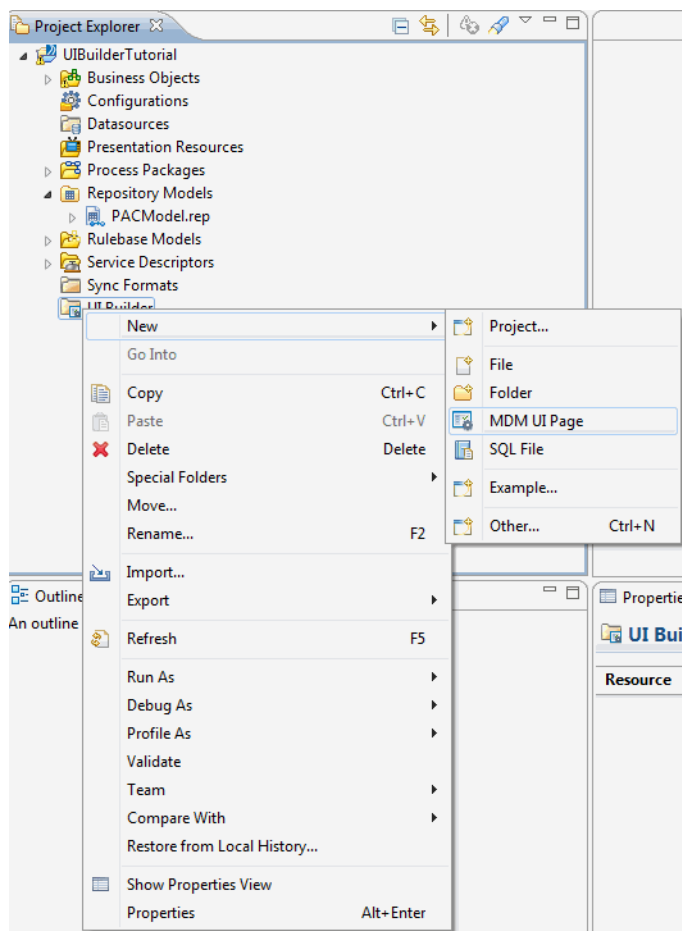 Project Explorer
UIBuilderTutorial
Business Objects
Configurations
Datasources
Presentation Resources
Process Packages
Repository Models
PACModel.rep
Rulebase Models
Service Descriptors
Sync Formats
UI Builder
New
Go Into
Copy Ctrl+C
Paste Ctrl+V
Delete Delete
Special Folders
Move...
Rename... F2
Import...
Export
Refresh F5
Run As
Debug As
Profile As
Validate
Team
Compare With
Restore from Local History...
Show Properties View
Properties Alt+Enter
Project...
File
Folder
MDM UI Page
SQL File
Example...
Other... Ctrl+N
Outline
An outline
Propertie
UI Bui
Resource